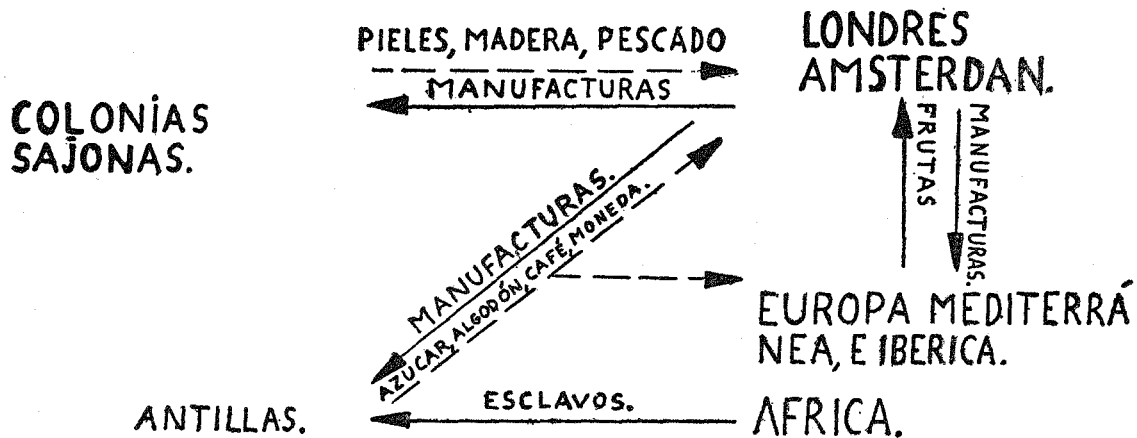 PIELES, MADERA, PESCADO
LONDRES
AMSTERDAN.
MANUFACTURAS
COLONÍAS
SAJONAS.
FRUTAS
MANUFACTURAS.
MANUFACTURAS.
AZUCAR, ALGODÓN, CAFÉ, MONEDA.
EUROPA MEDITERRÁ
NEA, E IBERICA.
ANTILLAS.
ESCLAVOS.
AFRICA.